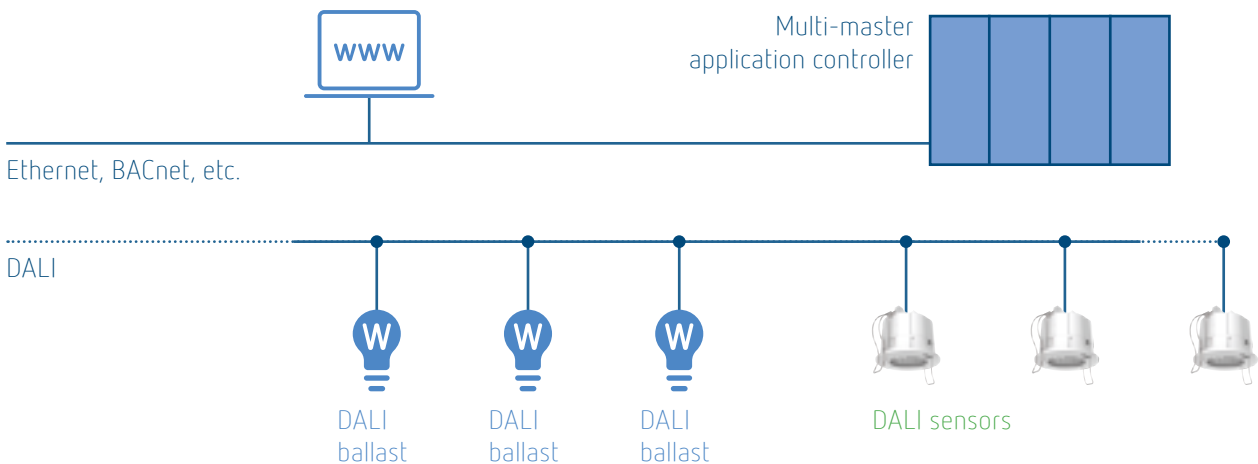 www
Multi-master
application controller
Ethernet, BACnet, etc.
DALI
W
W
W
DALI
ballast
DALI
ballast
DALI
ballast
DALI sensors